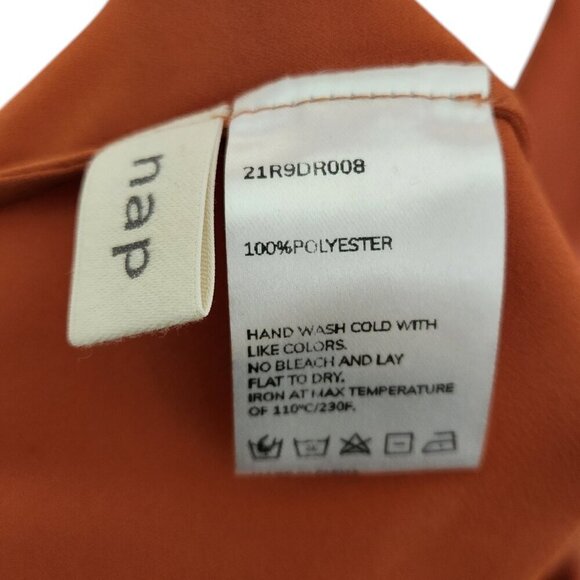 nap
21R9DR008
100%POLYESTER
HAND WASH COLD WITH
LIKE COLORS.
NO BLEACH AND LAY
FLAT TO DRY.
IRON AT MAX TEMPERATURE
OF 110°C/230F.